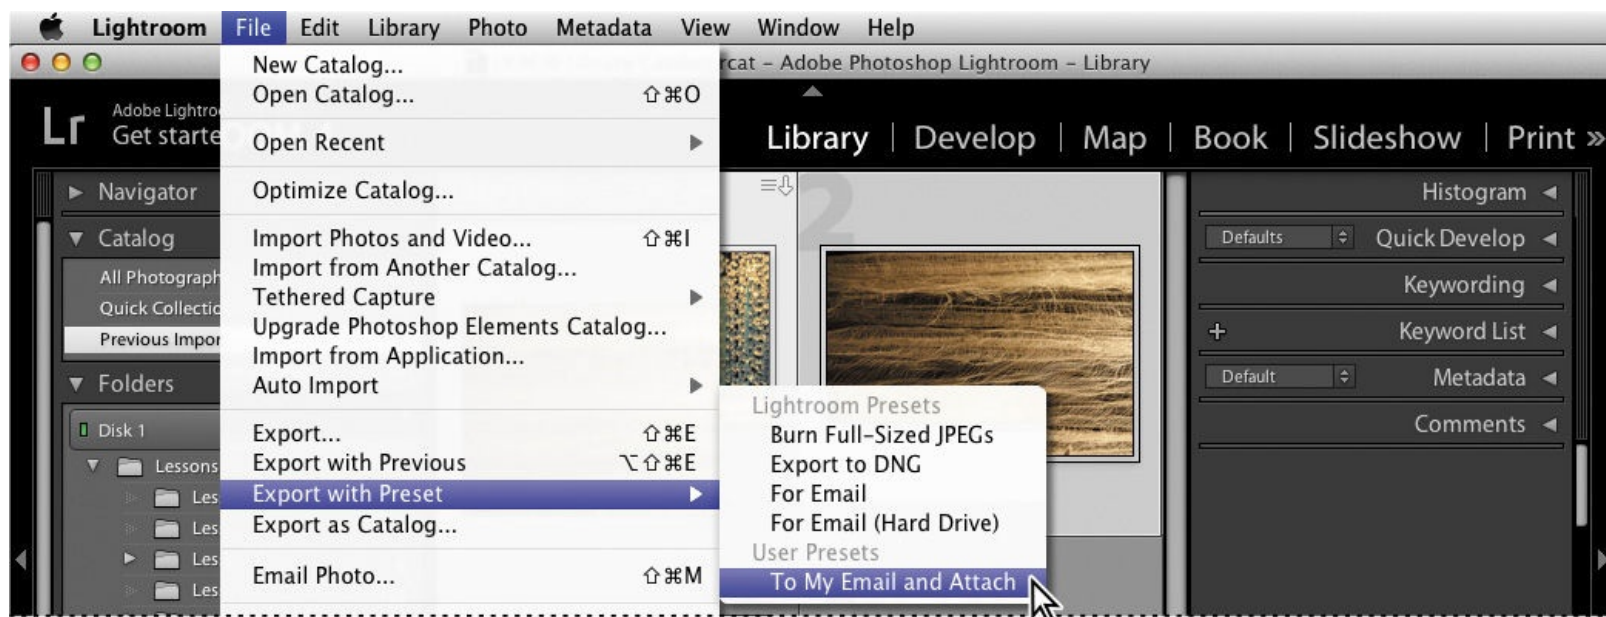 Lightroom File Edit Library Photo Metadata View Window Help
rcat – Adobe Photoshop Lightroom – Library
Lr
Adobe Lightro
Get starte
Library | Develop | Map | Book | Slideshow | Print »
New Catalog...
Open Catalog... ⇧⌘O
Open Recent
Optimize Catalog...
Import Photos and Video... ⇧⌘I
Import from Another Catalog...
Tethered Capture
Upgrade Photoshop Elements Catalog...
Import from Application...
Auto Import
Export... ⇧⌘E
Export with Previous ⌥⇧⌘E
Export with Preset
Export as Catalog...
Email Photo... ⇧⌘M
Lightroom Presets
Burn Full-Sized JPEGs
Export to DNG
For Email
For Email (Hard Drive)
User Presets
To My Email and Attach
Navigator
Catalog
All Photograph
Quick Collectio
Previous Impor
Folders
Disk 1
Lessons
Les
Les
Les
Les
2
Histogram
Defaults Quick Develop
Keywording
+ Keyword List
Default Metadata
Comments